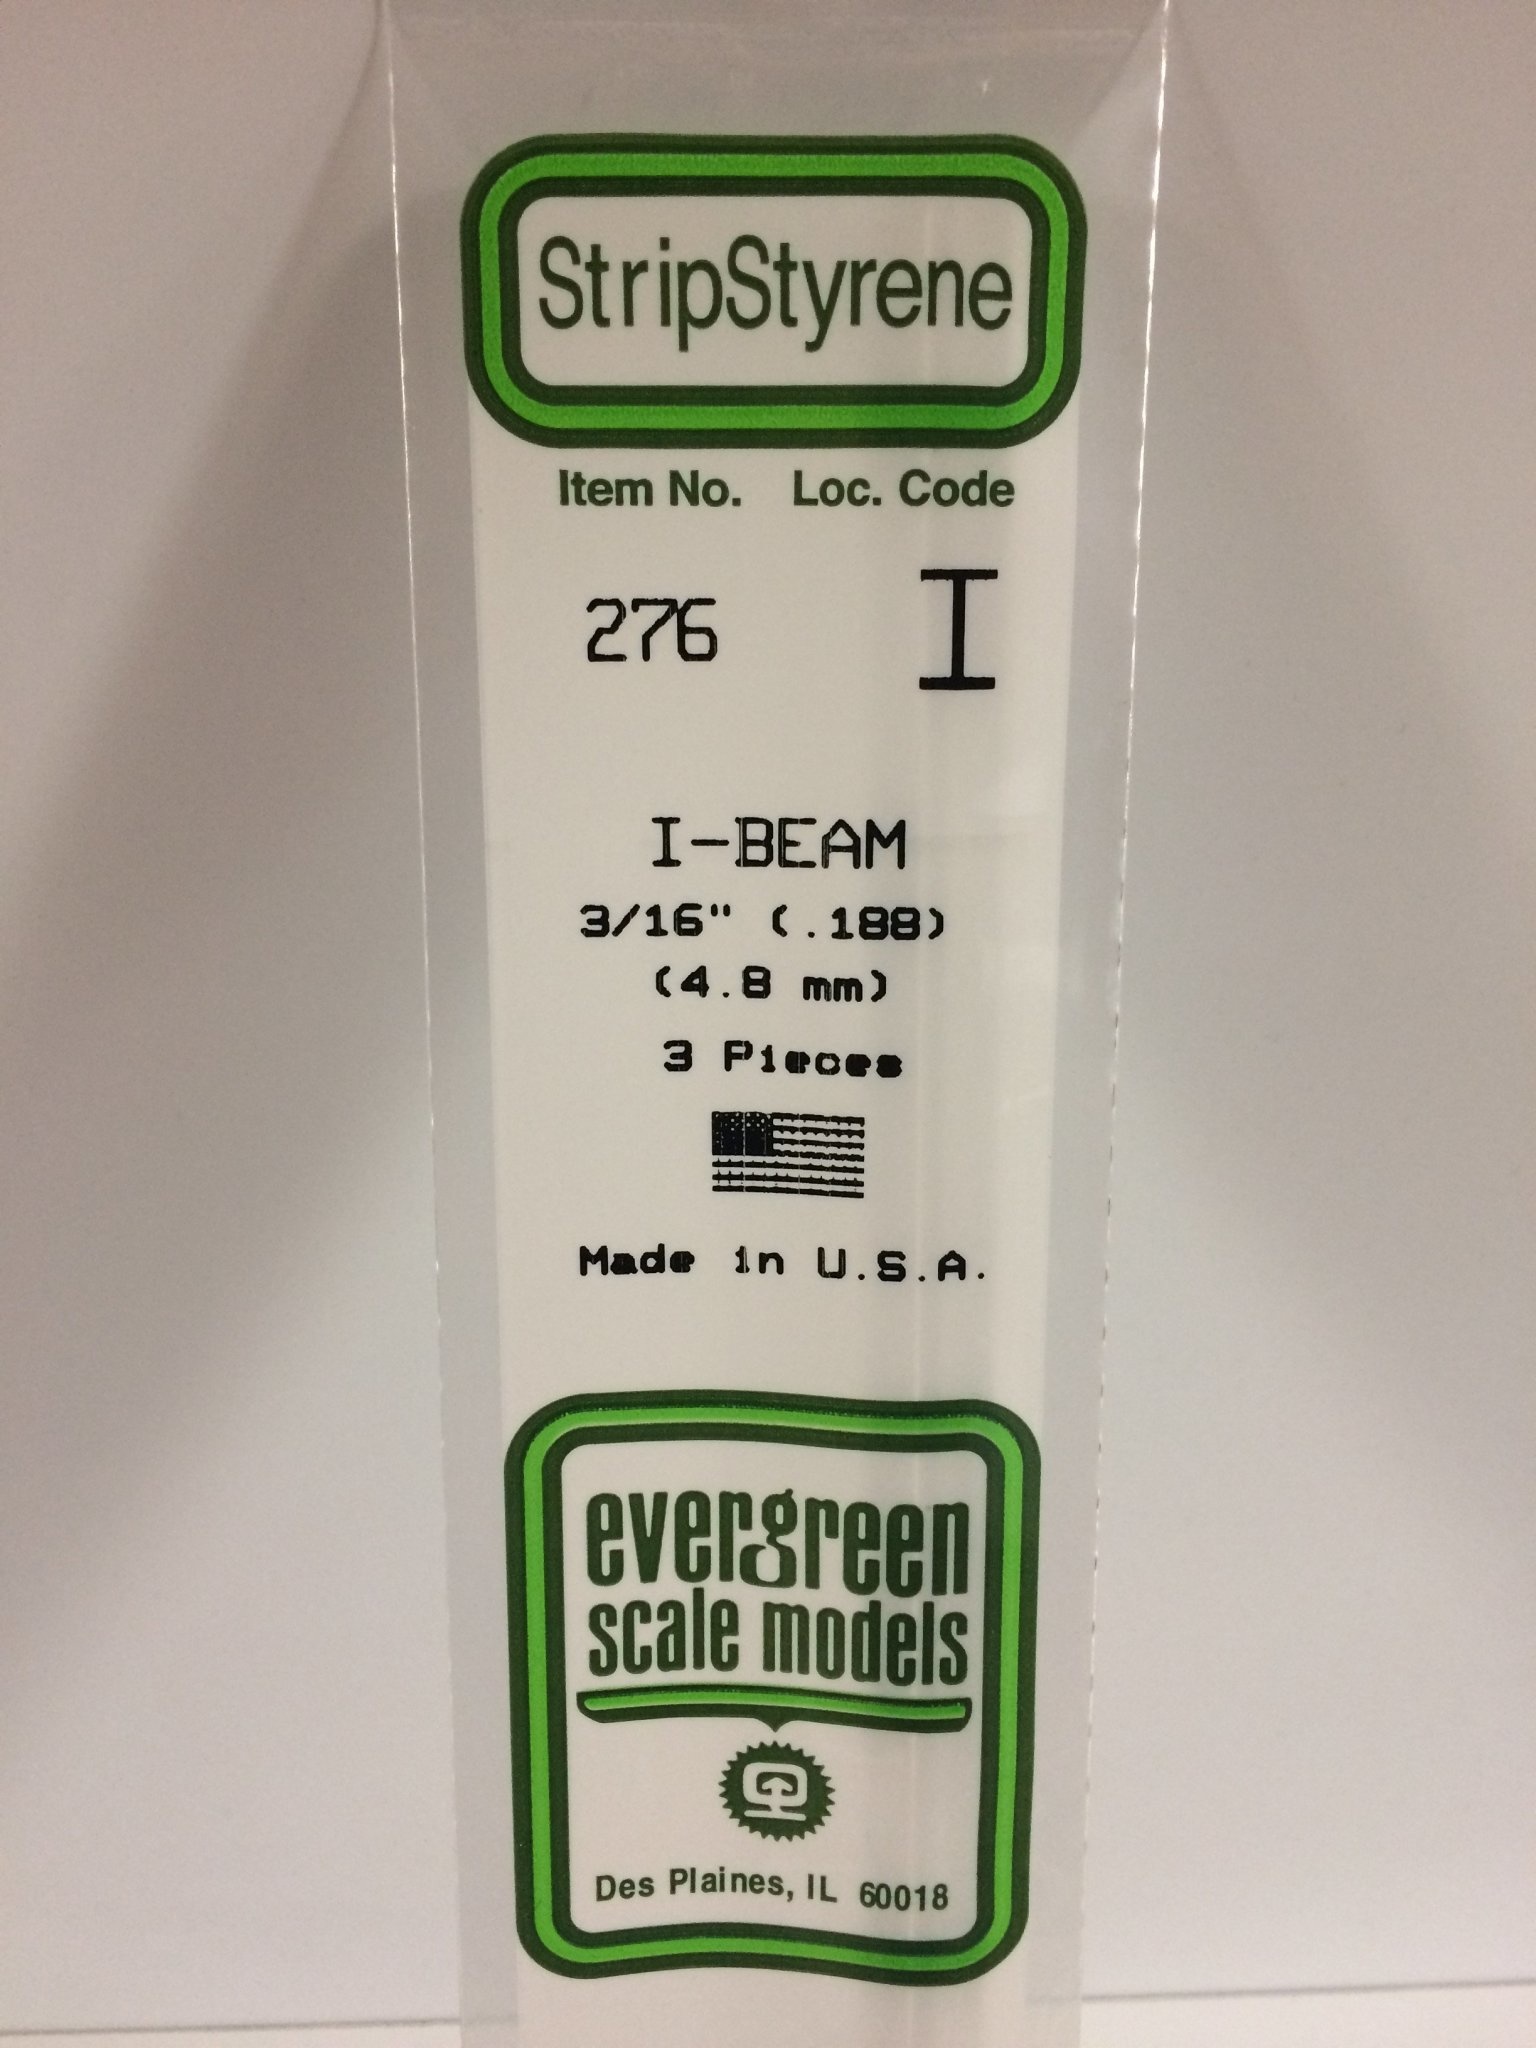 StripStyrene
Item No. Loc. Code
276 I
I-BEAM
3/16" (.188)
(4.8 mm)
3 Pieces
Made in U.S.A.
evergreen
scale models
Des Plaines, IL 60018